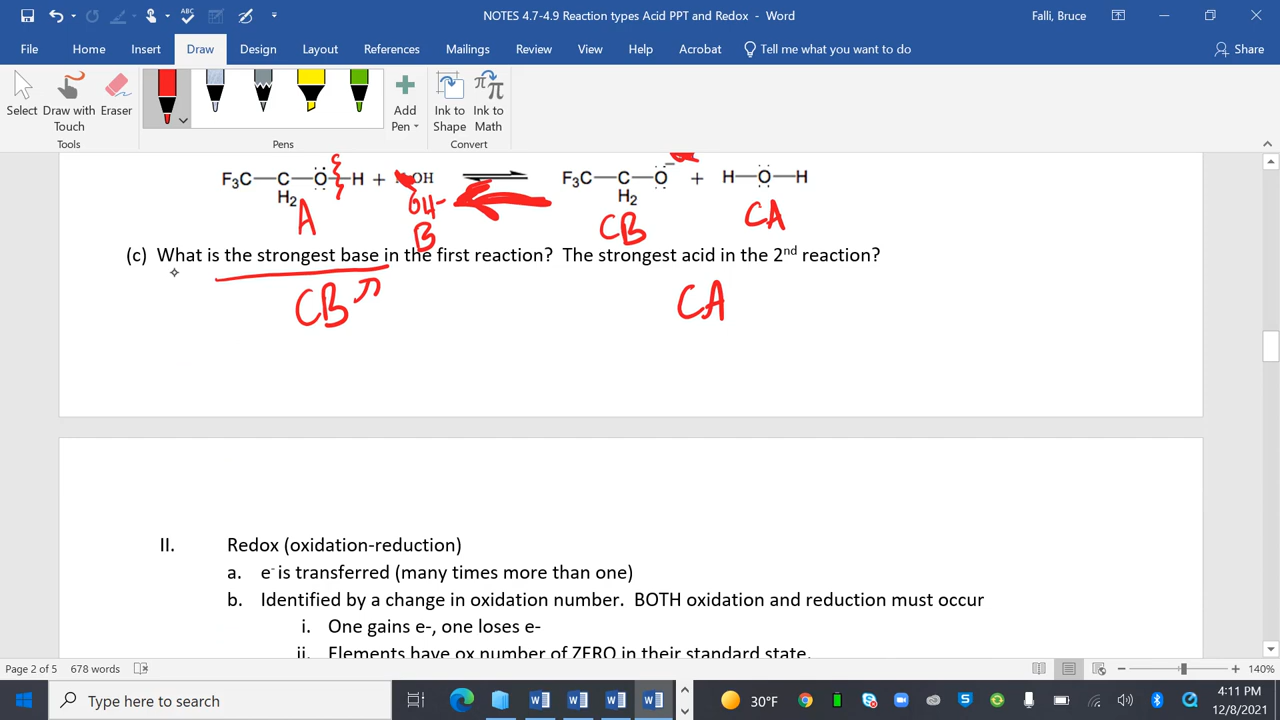 NOTES 4.7-4.9 Reaction types Acid PPT and Redox - Word
Falli, Bruce
File Home Insert Draw Design Layout References Mailings Review View Help Acrobat Tell me what you want to do Share
Select Draw with Touch Eraser Add Pen Ink to Shape Ink to Math
Tools Pens Convert
F3C—C—O—H + OH F3C—C—O− + H—O—H
H2 OH- H2
A B CB CA
(c) What is the strongest base in the first reaction? The strongest acid in the 2nd reaction?
CB CA
II. Redox (oxidation-reduction)
a. e- is transferred (many times more than one)
b. Identified by a change in oxidation number. BOTH oxidation and reduction must occur
i. One gains e-, one loses e-
ii. Elements have ox number of ZERO in their standard state.
Page 2 of 5 678 words 140%
Type here to search 30°F 4:11 PM
12/8/2021